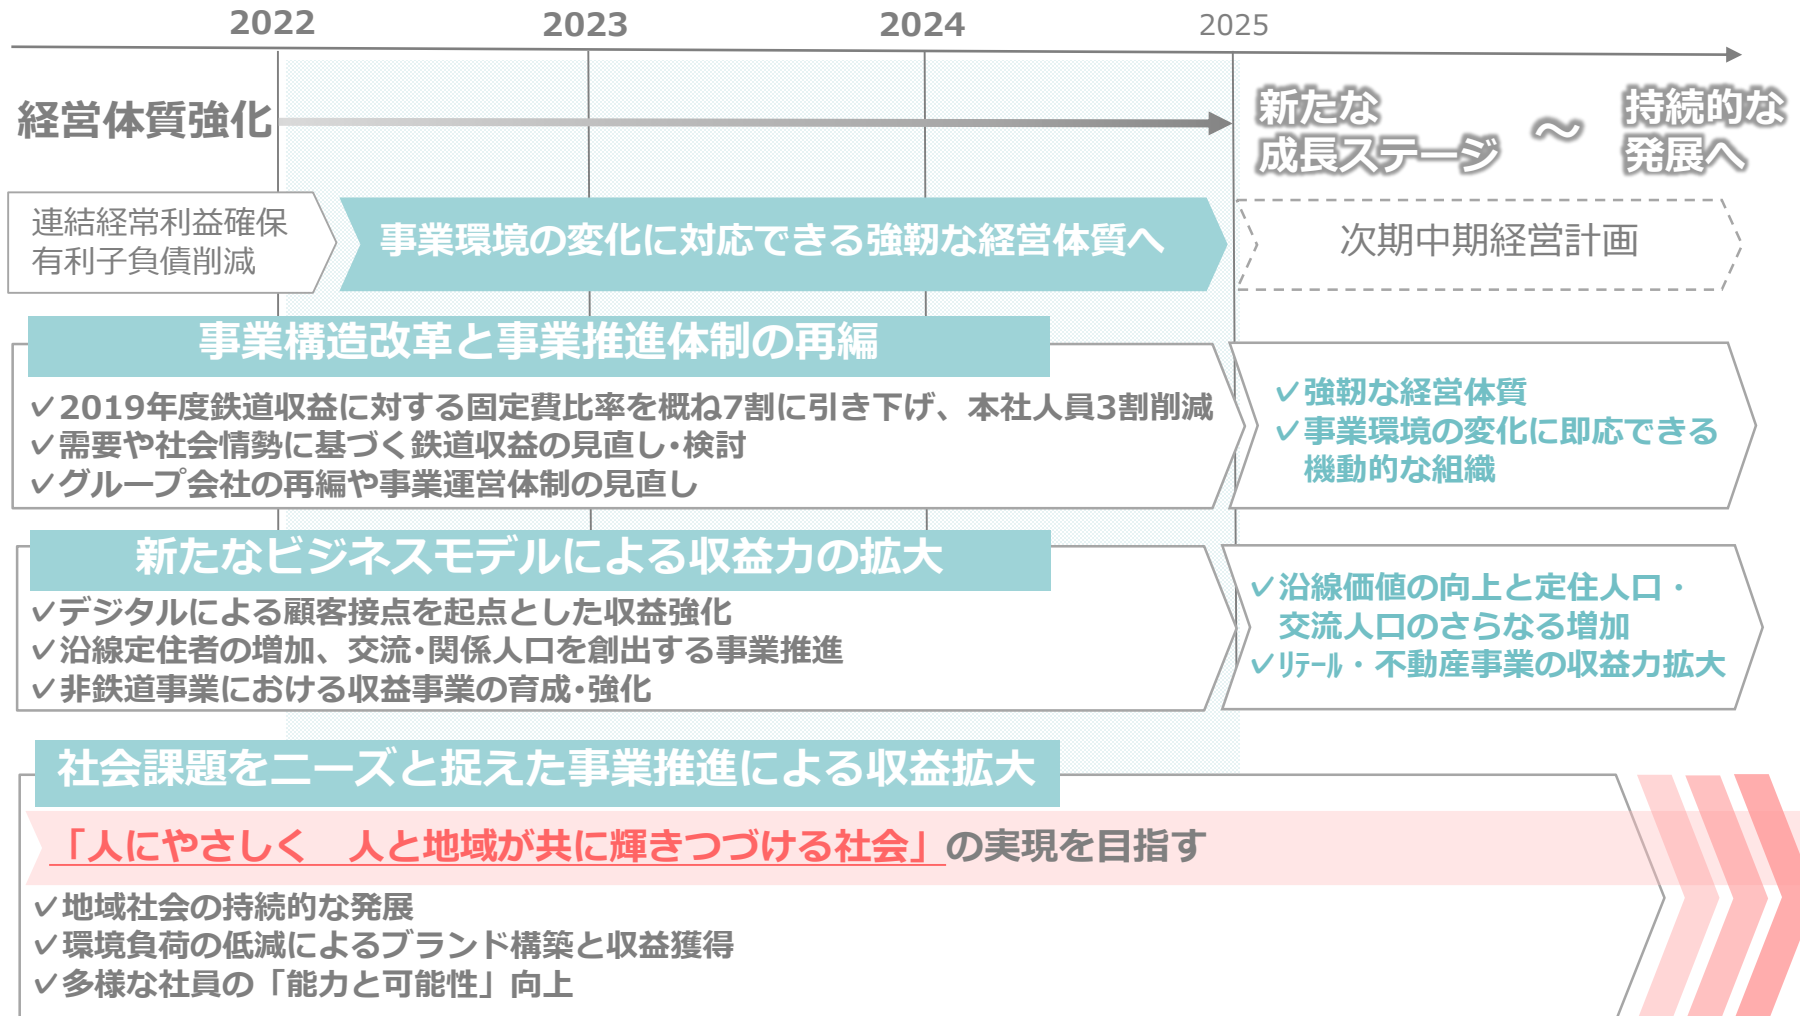 2022
2023
2024
2025
経営体質強化
新たな
成長ステージ
～
持続的な
発展へ
連結経常利益確保
有利子負債削減
事業環境の変化に対応できる強靭な経営体質へ
次期中期経営計画
事業構造改革と事業推進体制の再編
✓2019年度鉄道収益に対する固定費比率を概ね7割に引き下げ、本社人員3割削減
✓需要や社会情勢に基づく鉄道収益の見直し･検討
✓グループ会社の再編や事業運営体制の見直し
✓強靭な経営体質
✓事業環境の変化に即応できる
機動的な組織
新たなビジネスモデルによる収益力の拡大
✓デジタルによる顧客接点を起点とした収益強化
✓沿線定住者の増加、交流･関係人口を創出する事業推進
✓非鉄道事業における収益事業の育成･強化
✓沿線価値の向上と定住人口・
交流人口のさらなる増加
✓ﾘﾃｰﾙ・不動産事業の収益力拡大
社会課題をニーズと捉えた事業推進による収益拡大
「人にやさしく　人と地域が共に輝きつづける社会」の実現を目指す
✓地域社会の持続的な発展
✓環境負荷の低減によるブランド構築と収益獲得
✓多様な社員の「能力と可能性」向上